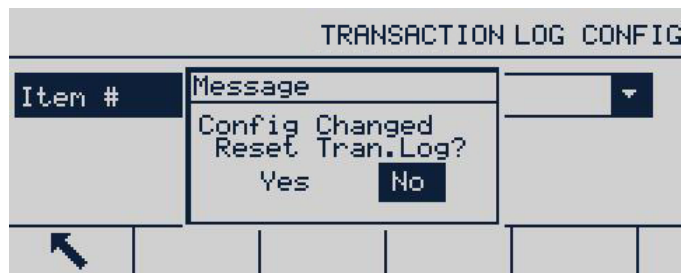 TRANSACTION LOG CONFIG
Item #
Message
Config Changed
Reset Tran.Log?
Yes No